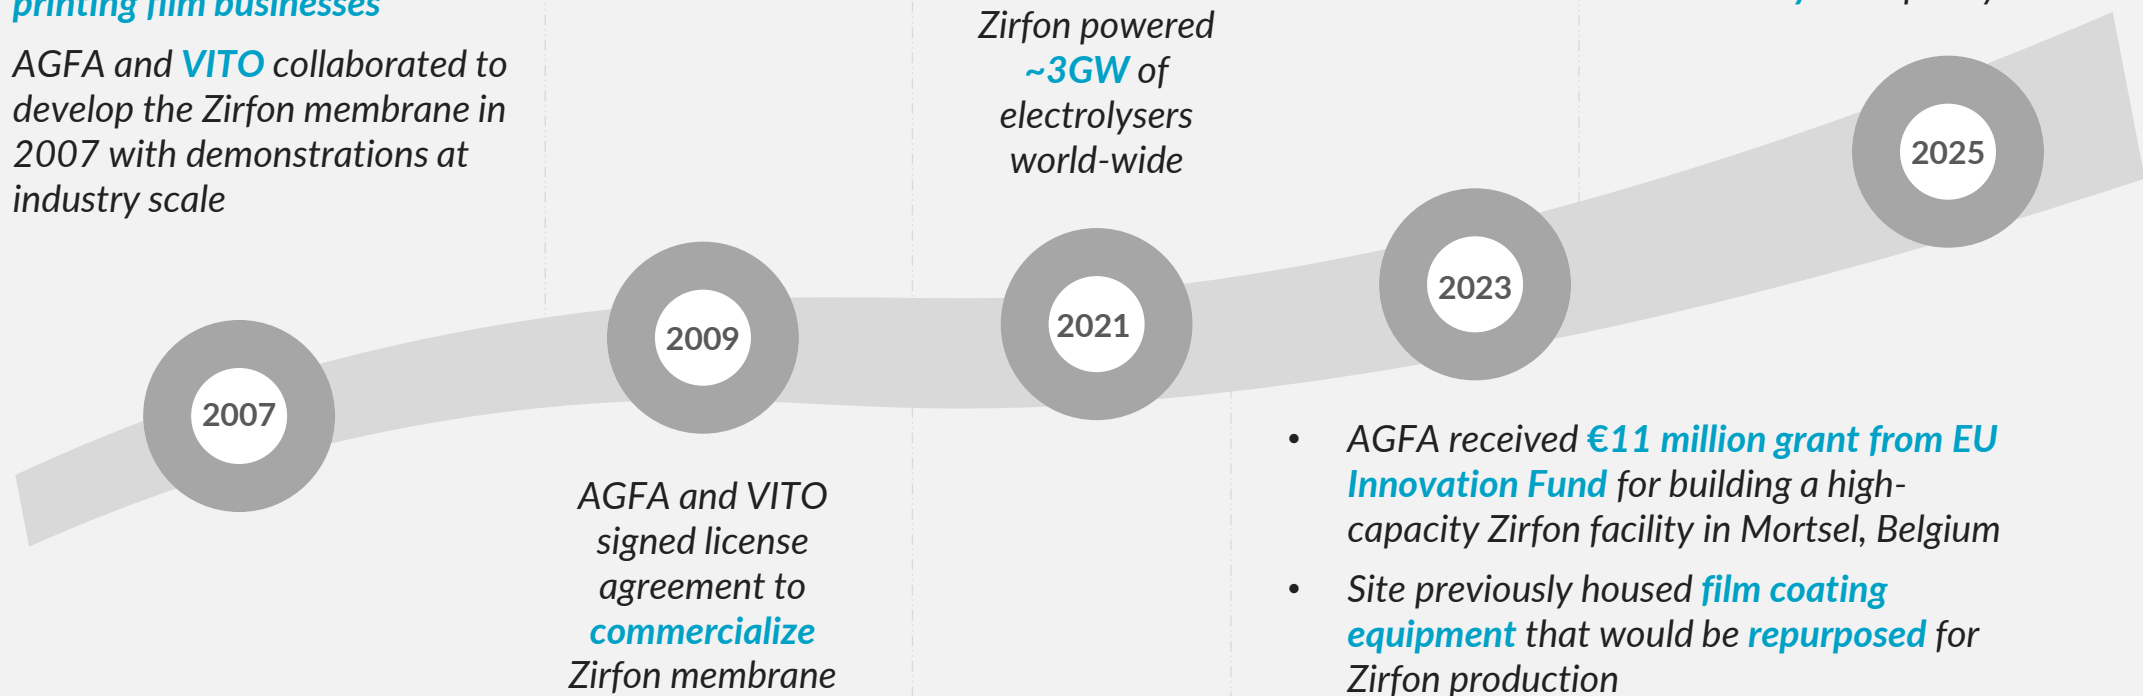 printing film businesses
AGFA and VITO collaborated to
develop the Zirfon membrane in
2007 with demonstrations at
industry scale
Zirfon powered
~3GW of
electrolysers
world-wide
2007
2009
2021
2023
2025
AGFA and VITO
signed license
agreement to
commercialize
Zirfon membrane
• AGFA received €11 million grant from EU
Innovation Fund for building a high-
capacity Zirfon facility in Mortsel, Belgium
• Site previously housed film coating
equipment that would be repurposed for
Zirfon production